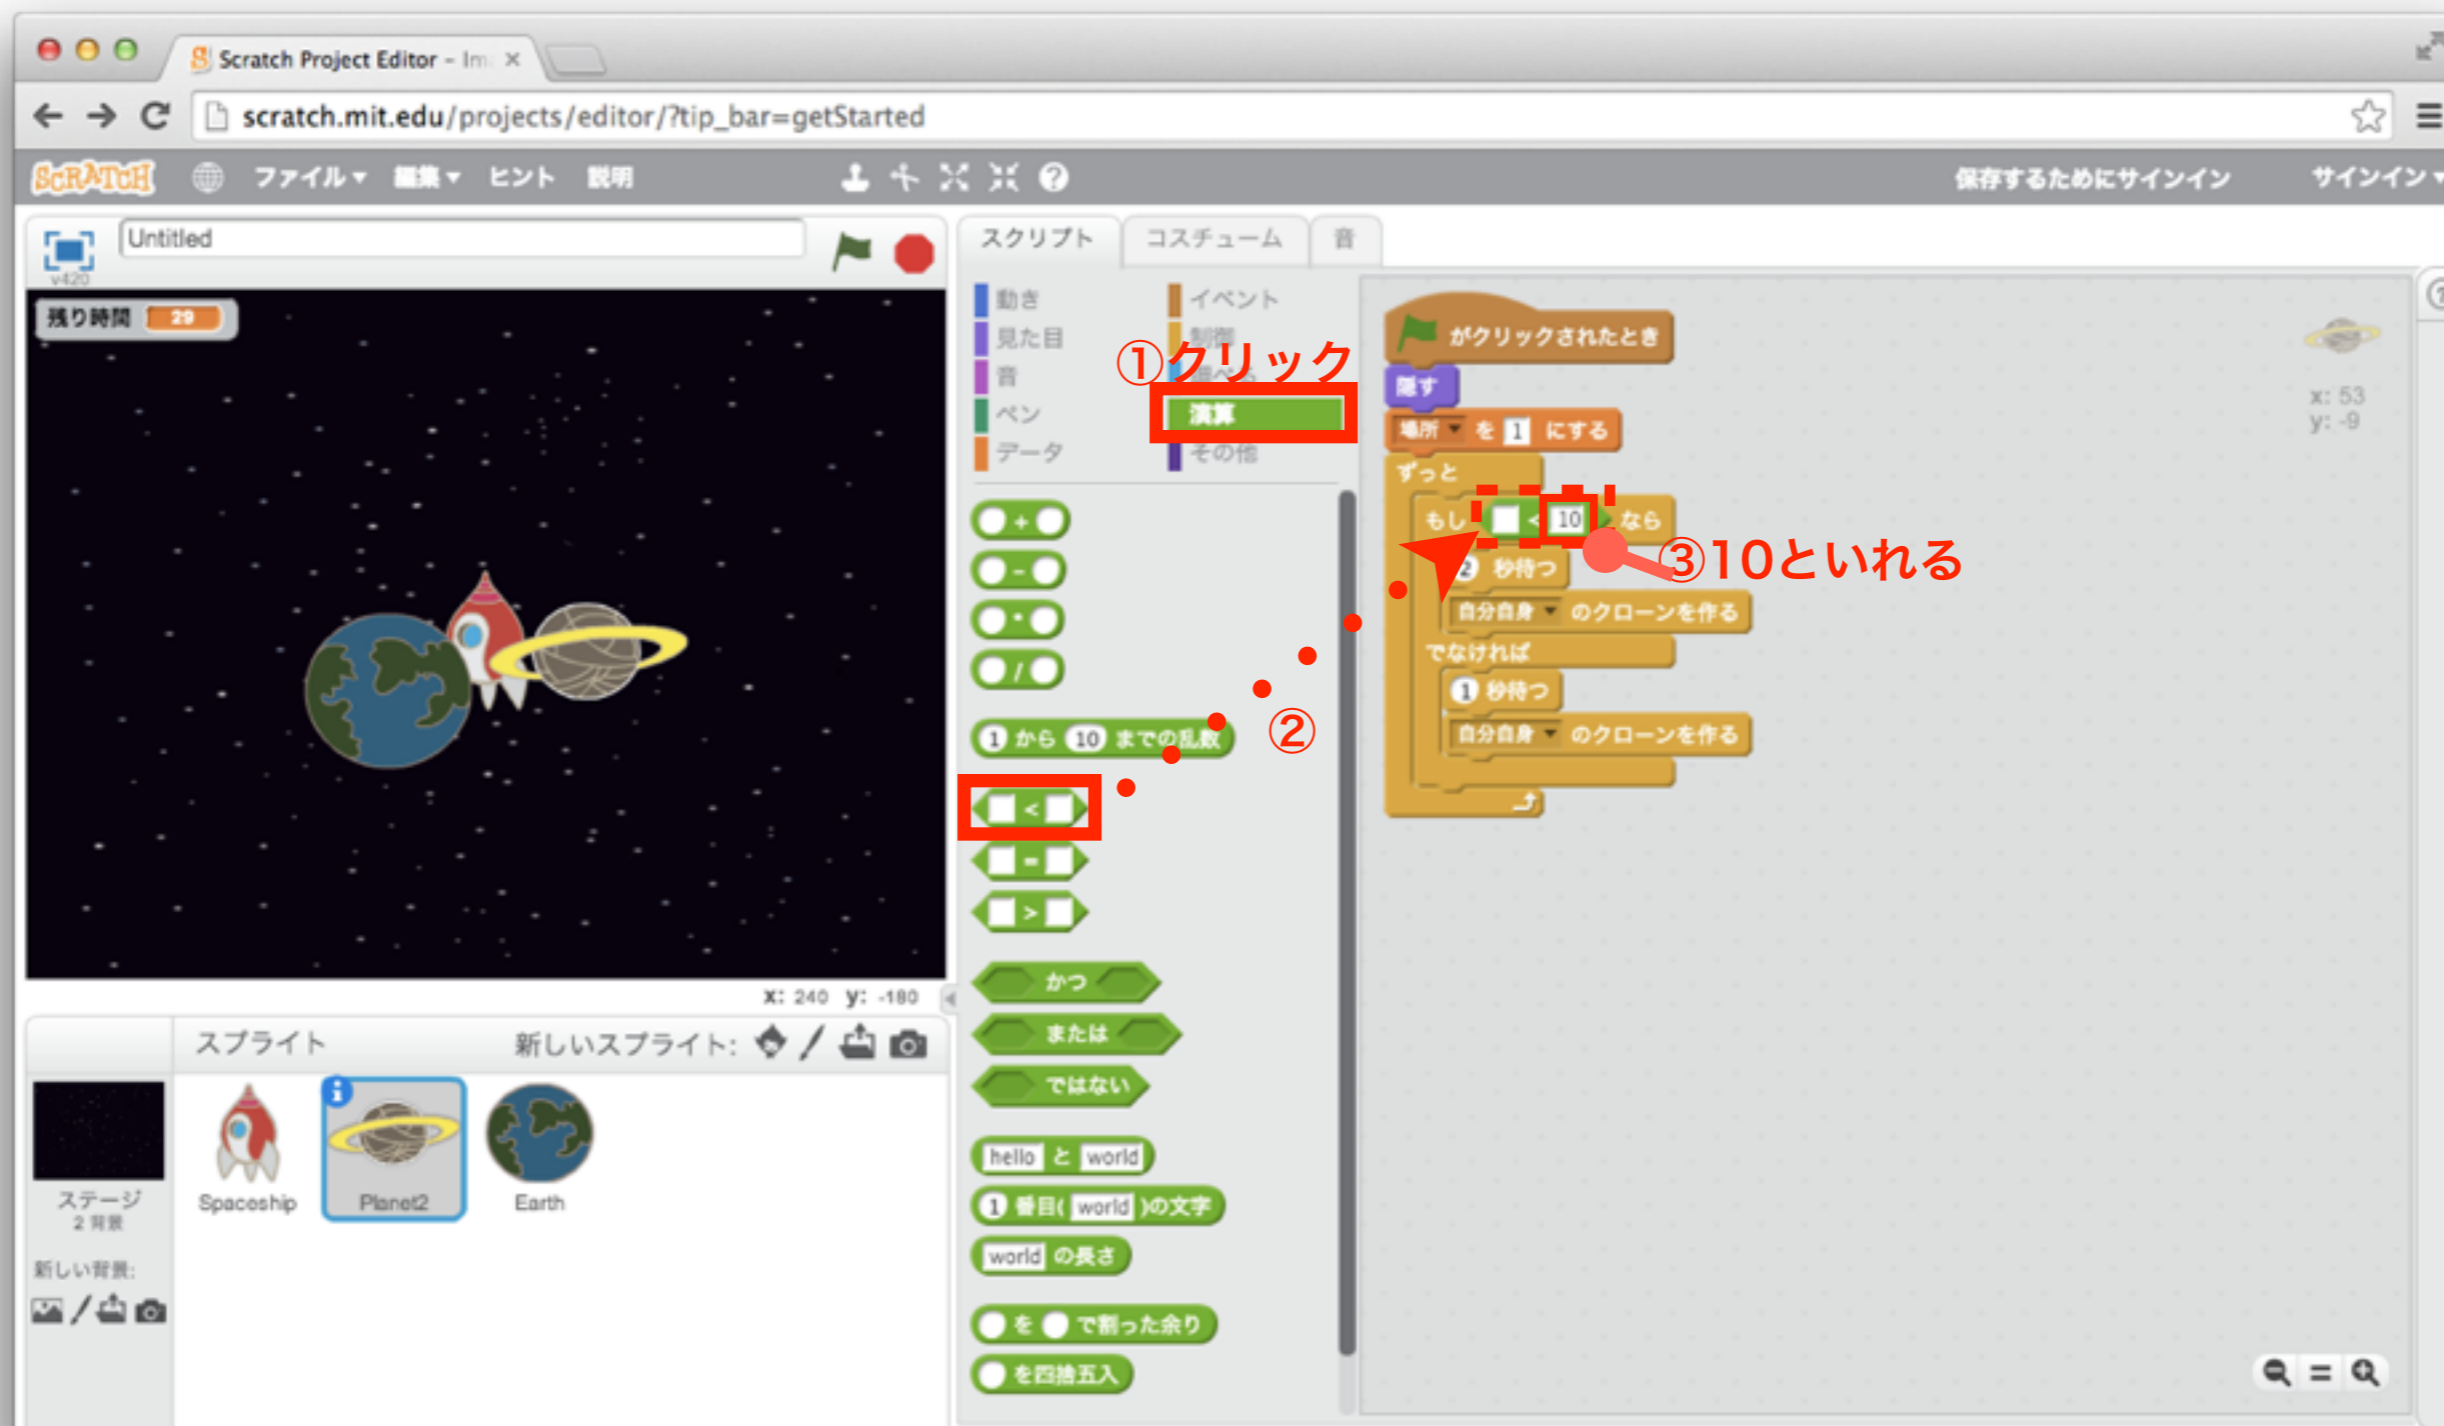 Scratch Project Editor - Im
scratch.mit.edu/projects/editor/?tip_bar=getStarted
SCRATCH ファイル 編集 ヒント 説明 保存するためにサインイン サインイン
Untitled
v420
スクリプト コスチューム 音
残り時間 29
動き イベント
見た目 制御
音
ペン 演算
データ その他
①クリック
+
-
*
/
1 から 10 までの乱数
<
=
>
かつ
または
ではない
hello と world
1 番目( world )の文字
world の長さ
を で割った余り
を四捨五入
②
がクリックされたとき
隠す
場所 を 1 にする
ずっと
もし < 10 なら
2 秒待つ
自分自身 のクローンを作る
でなければ
1 秒待つ
自分自身 のクローンを作る
③10といれる
x: 53
y: -9
x: 240 y: -180
スプライト 新しいスプライト:
ステージ
2 背景
新しい背景:
Spaceship Planet2 Earth